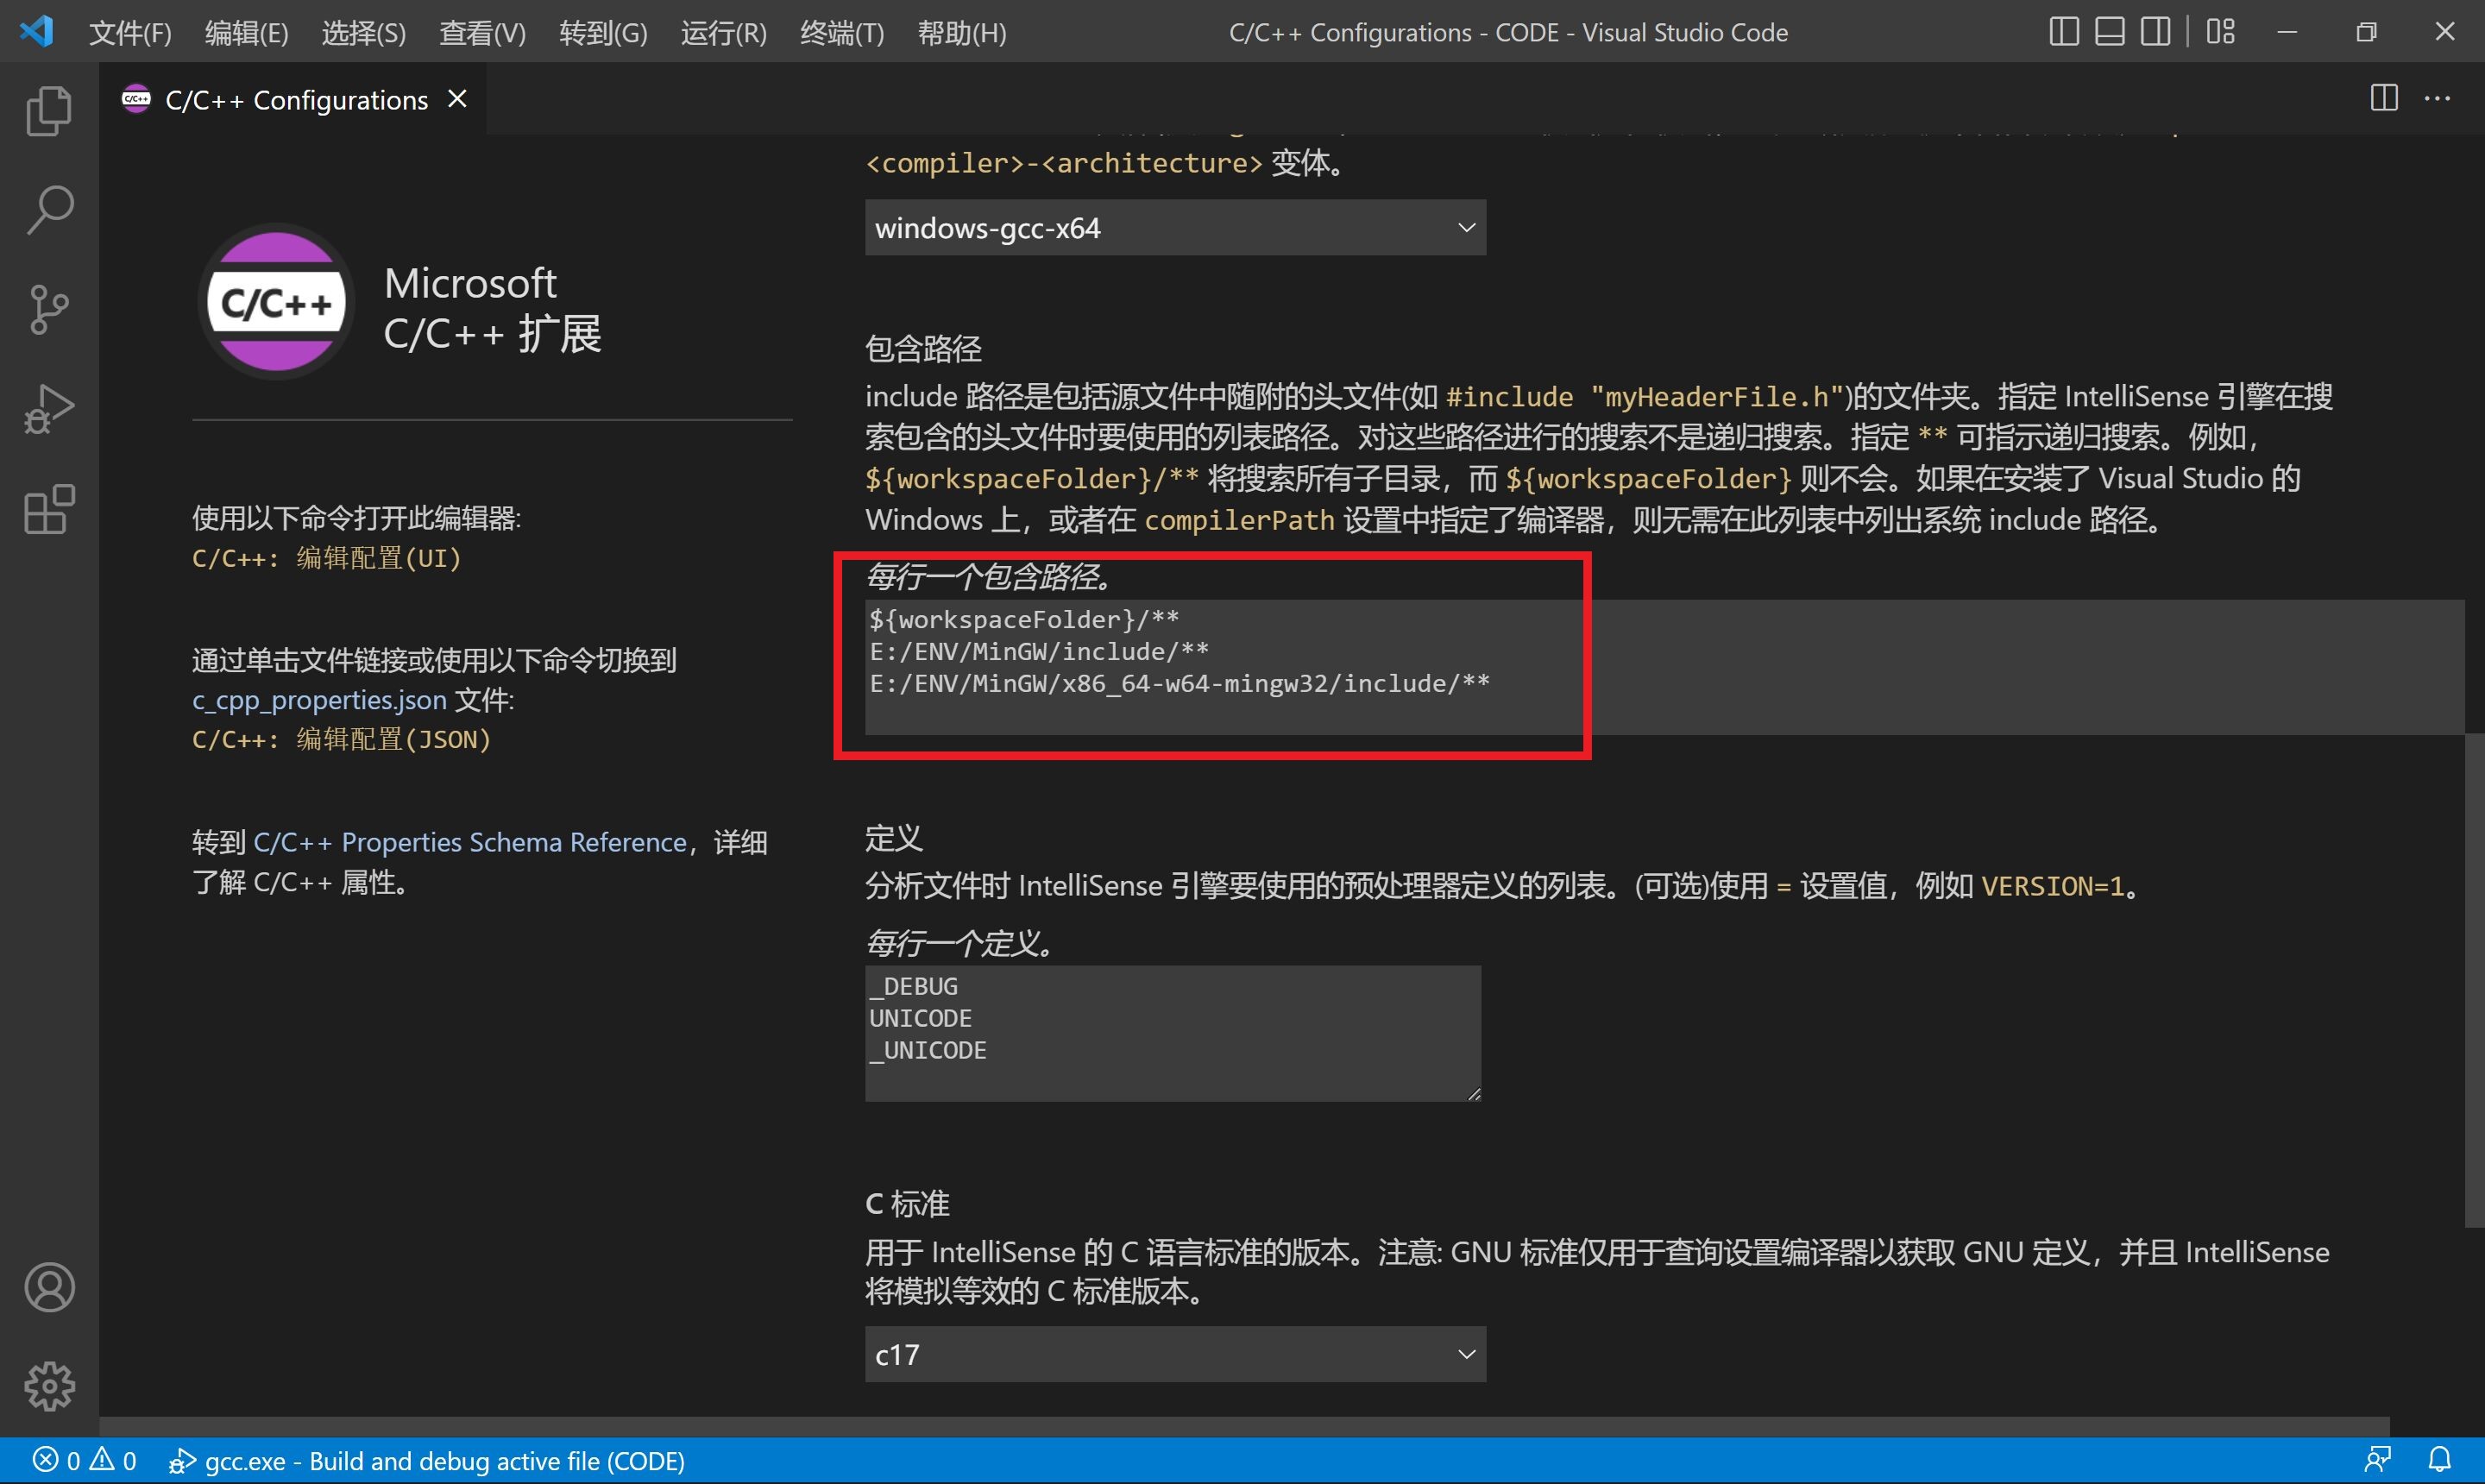 文件(F) 编辑(E) 选择(S) 查看(V) 转到(G) 运行(R) 终端(T) 帮助(H) C/C++ Configurations - CODE - Visual Studio Code
C/C++ C/C++ Configurations
C/C++
Microsoft
C/C++ 扩展
使用以下命令打开此编辑器:
C/C++: 编辑配置(UI)
通过单击文件链接或使用以下命令切换到
c_cpp_properties.json 文件:
C/C++: 编辑配置(JSON)
转到 C/C++ Properties Schema Reference，详细
了解 C/C++ 属性。
<compiler>-<architecture> 变体。
windows-gcc-x64
包含路径
include 路径是包括源文件中随附的头文件(如 #include "myHeaderFile.h")的文件夹。指定 IntelliSense 引擎在搜
索包含的头文件时要使用的列表路径。对这些路径进行的搜索不是递归搜索。指定 ** 可指示递归搜索。例如，
${workspaceFolder}/** 将搜索所有子目录，而 ${workspaceFolder} 则不会。如果在安装了 Visual Studio 的
Windows 上，或者在 compilerPath 设置中指定了编译器，则无需在此列表中列出系统 include 路径。
每行一个包含路径。
${workspaceFolder}/**
E:/ENV/MinGW/include/**
E:/ENV/MinGW/x86_64-w64-mingw32/include/**
定义
分析文件时 IntelliSense 引擎要使用的预处理器定义的列表。(可选)使用 = 设置值，例如 VERSION=1。
每行一个定义。
_DEBUG
UNICODE
_UNICODE
C 标准
用于 IntelliSense 的 C 语言标准的版本。注意: GNU 标准仅用于查询设置编译器以获取 GNU 定义，并且 IntelliSense
将模拟等效的 C 标准版本。
c17
0 0 gcc.exe - Build and debug active file (CODE)